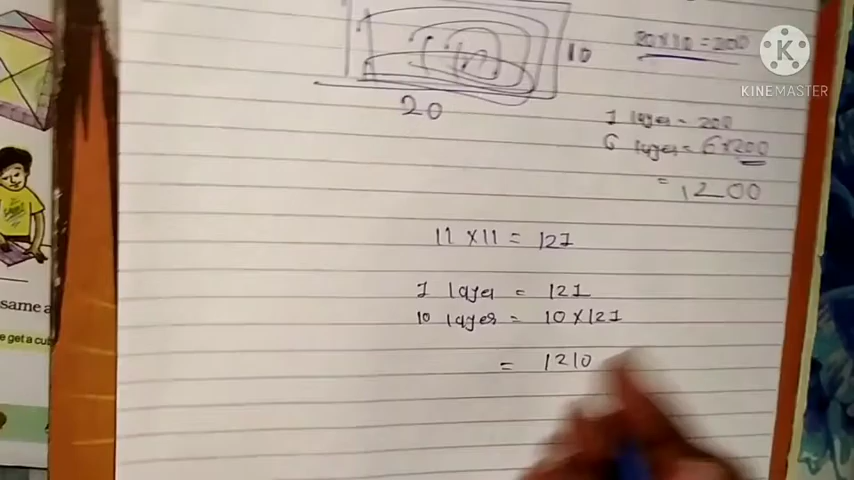 20 x 10 = 200
KINEMASTER
10
20
1 layer = 200
6 layer = 6 x 200
= 1200
11 x 11 = 121
1 layer = 121
10 layer = 10 x 121
= 1210
same a